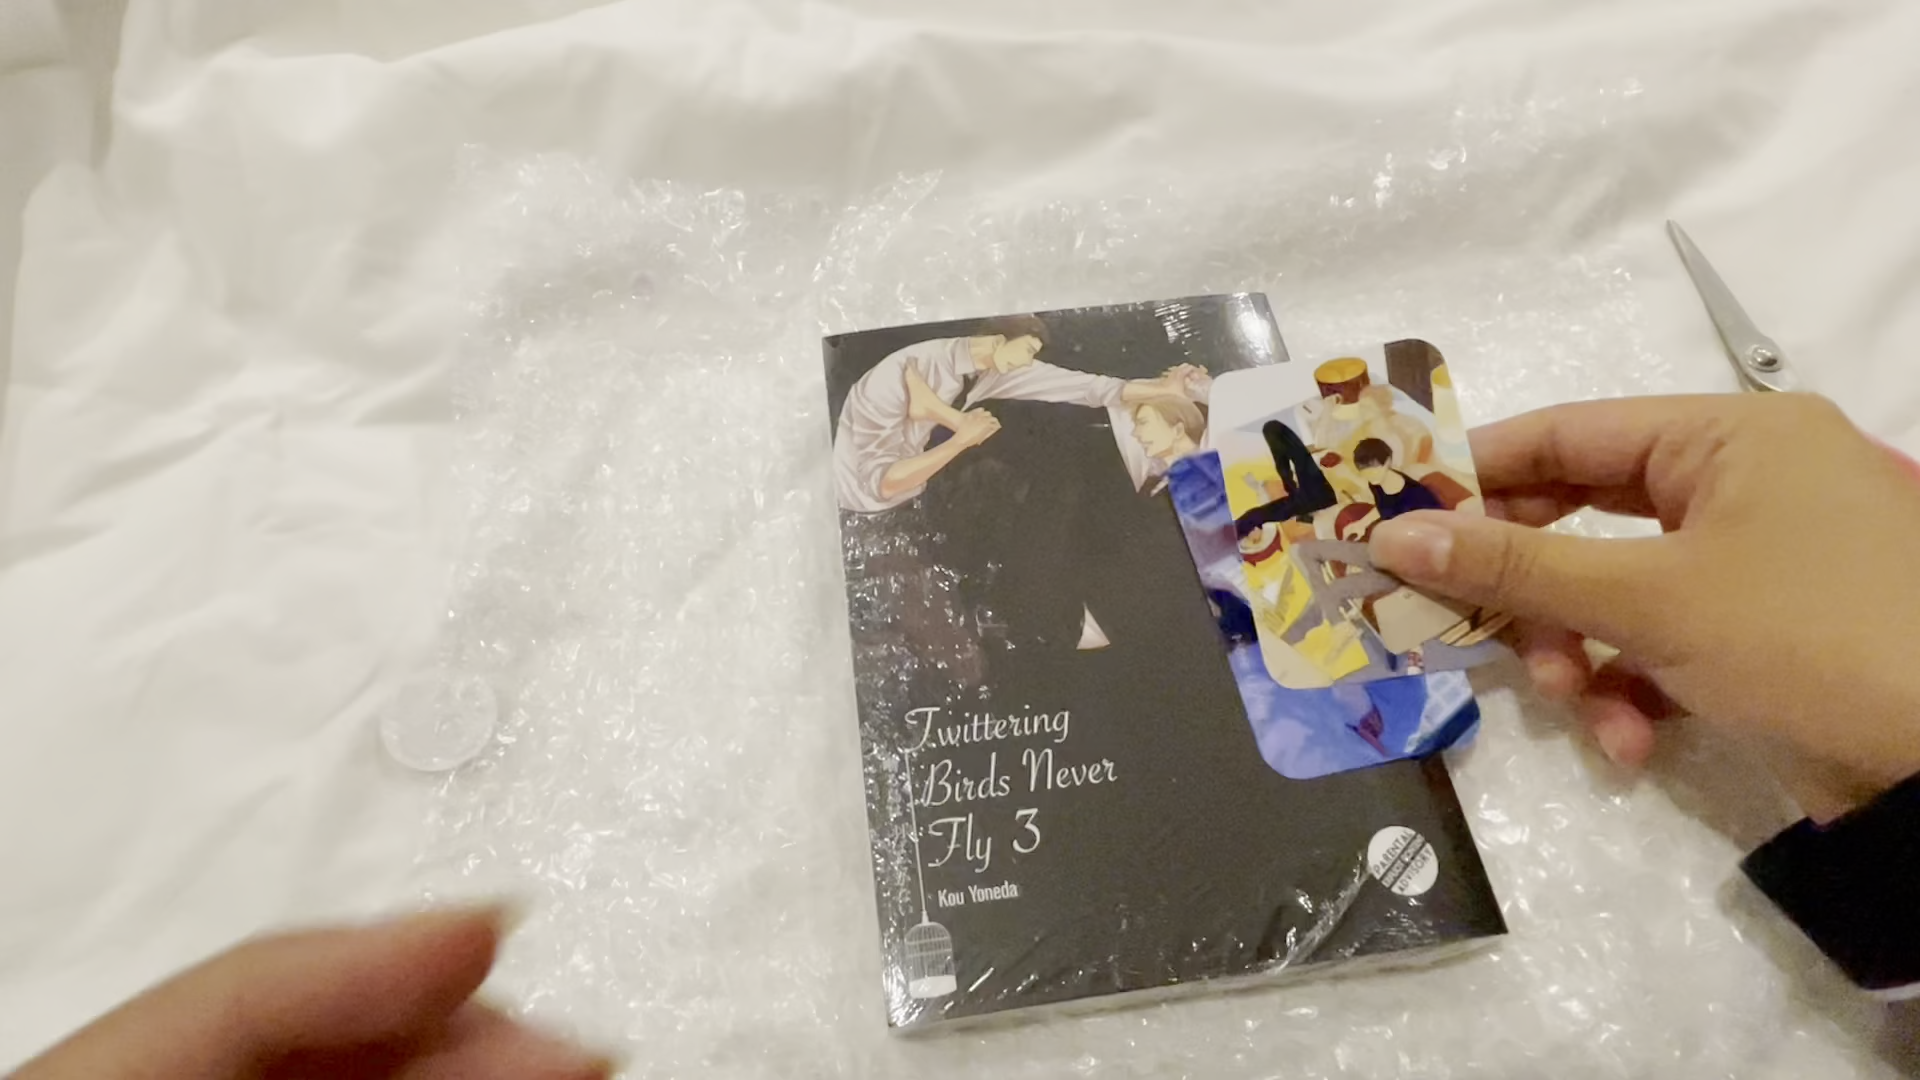 Twittering
Birds Never
Fly 3
Kou Yoneda
PARENTAL
ADVISORY